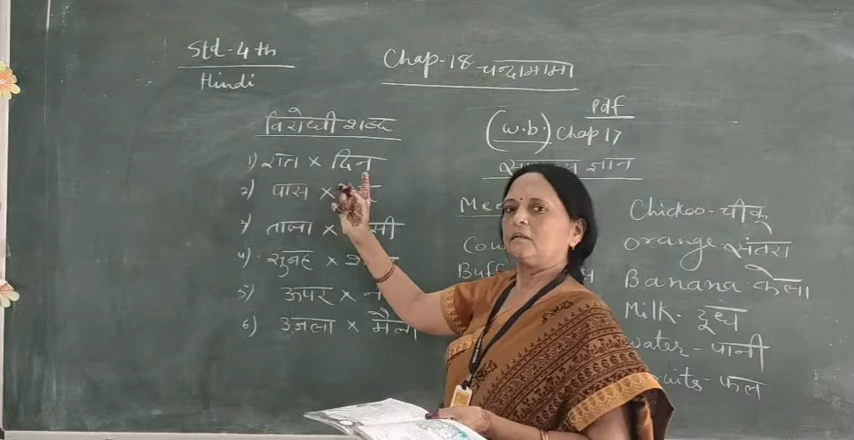 Std-4th
Hindi
Chap-18 चन्दामामा
विरोधी शब्द
1) रात × दिन
2) पास ×
3) ताजा ×
4) सुबह ×
5) ऊपर ×
6) उजला × मैला
pdf
(W.b.) Chap 17
ज्ञान
Chickoo - चीकू
Orange - संतरा
Banana केला
Milk - दूध
Water - पानी
फल